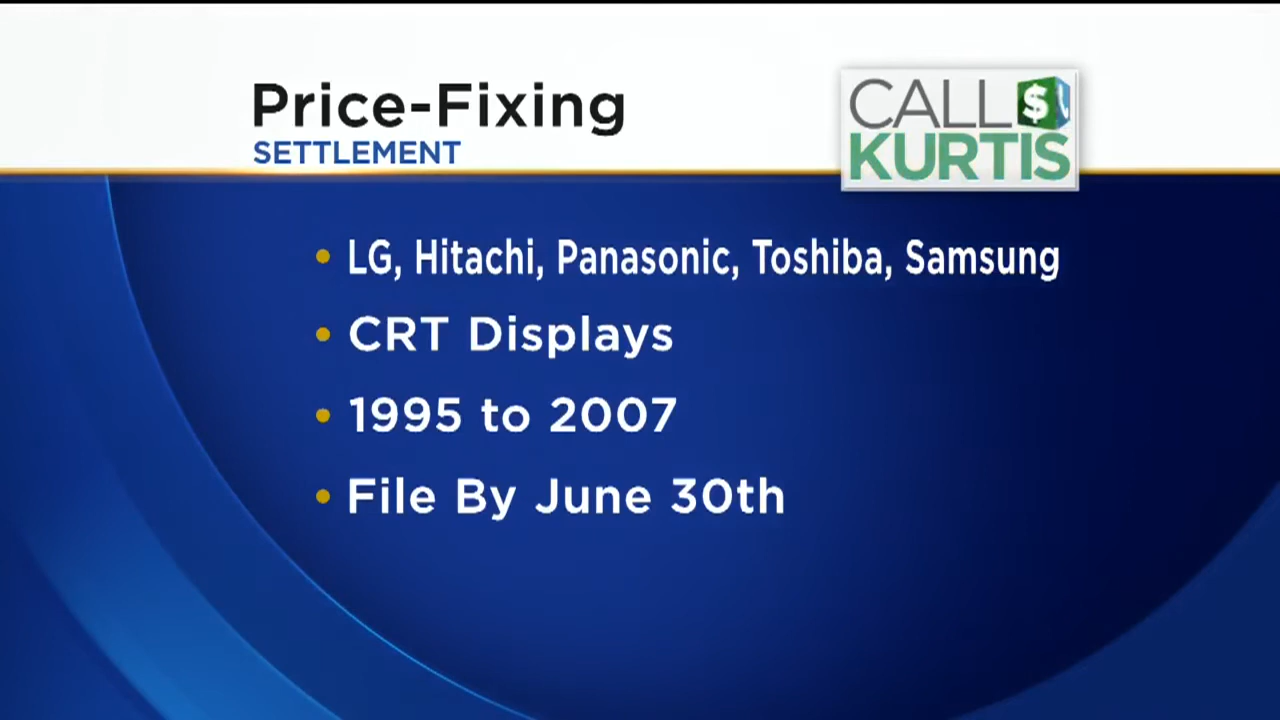 Price-Fixing
SETTLEMENT
CALL $
KURTIS
• LG, Hitachi, Panasonic, Toshiba, Samsung
• CRT Displays
• 1995 to 2007
• File By June 30th